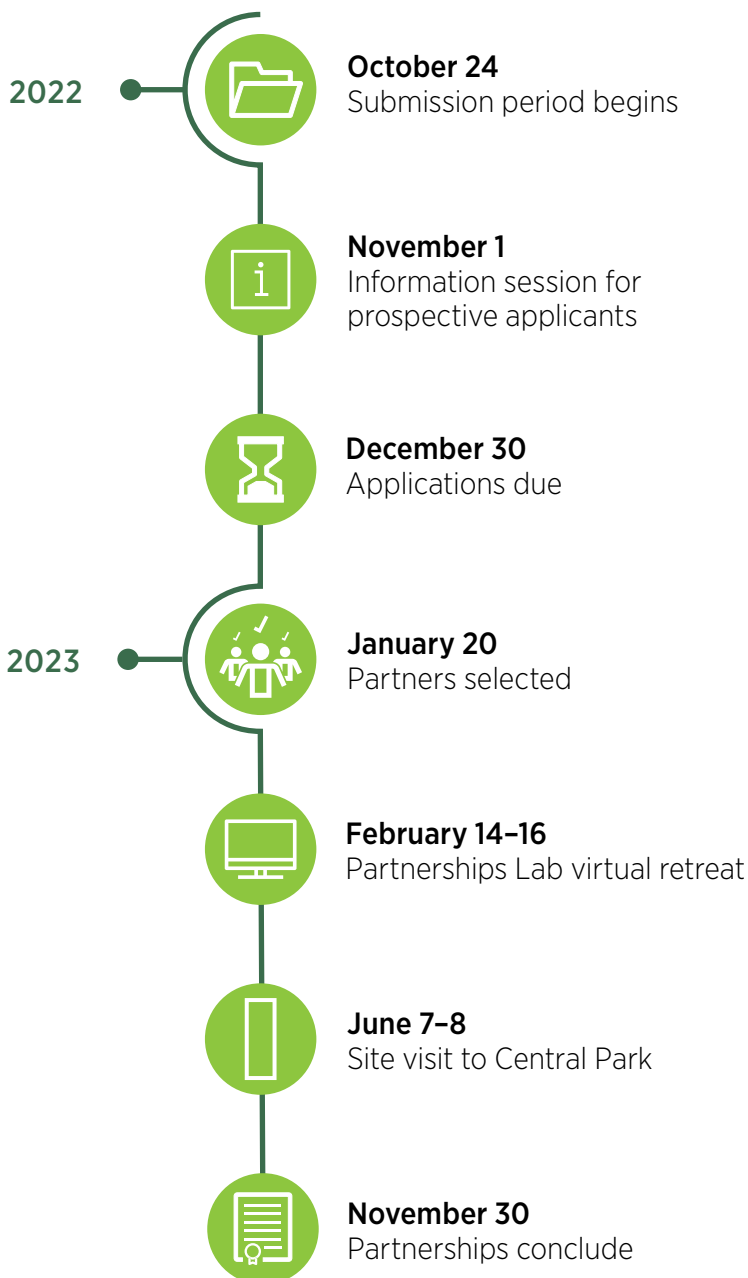 2022
October 24
Submission period begins
i
November 1
Information session for
prospective applicants
December 30
Applications due
2023
January 20
Partners selected
February 14–16
Partnerships Lab virtual retreat
June 7–8
Site visit to Central Park
November 30
Partnerships conclude